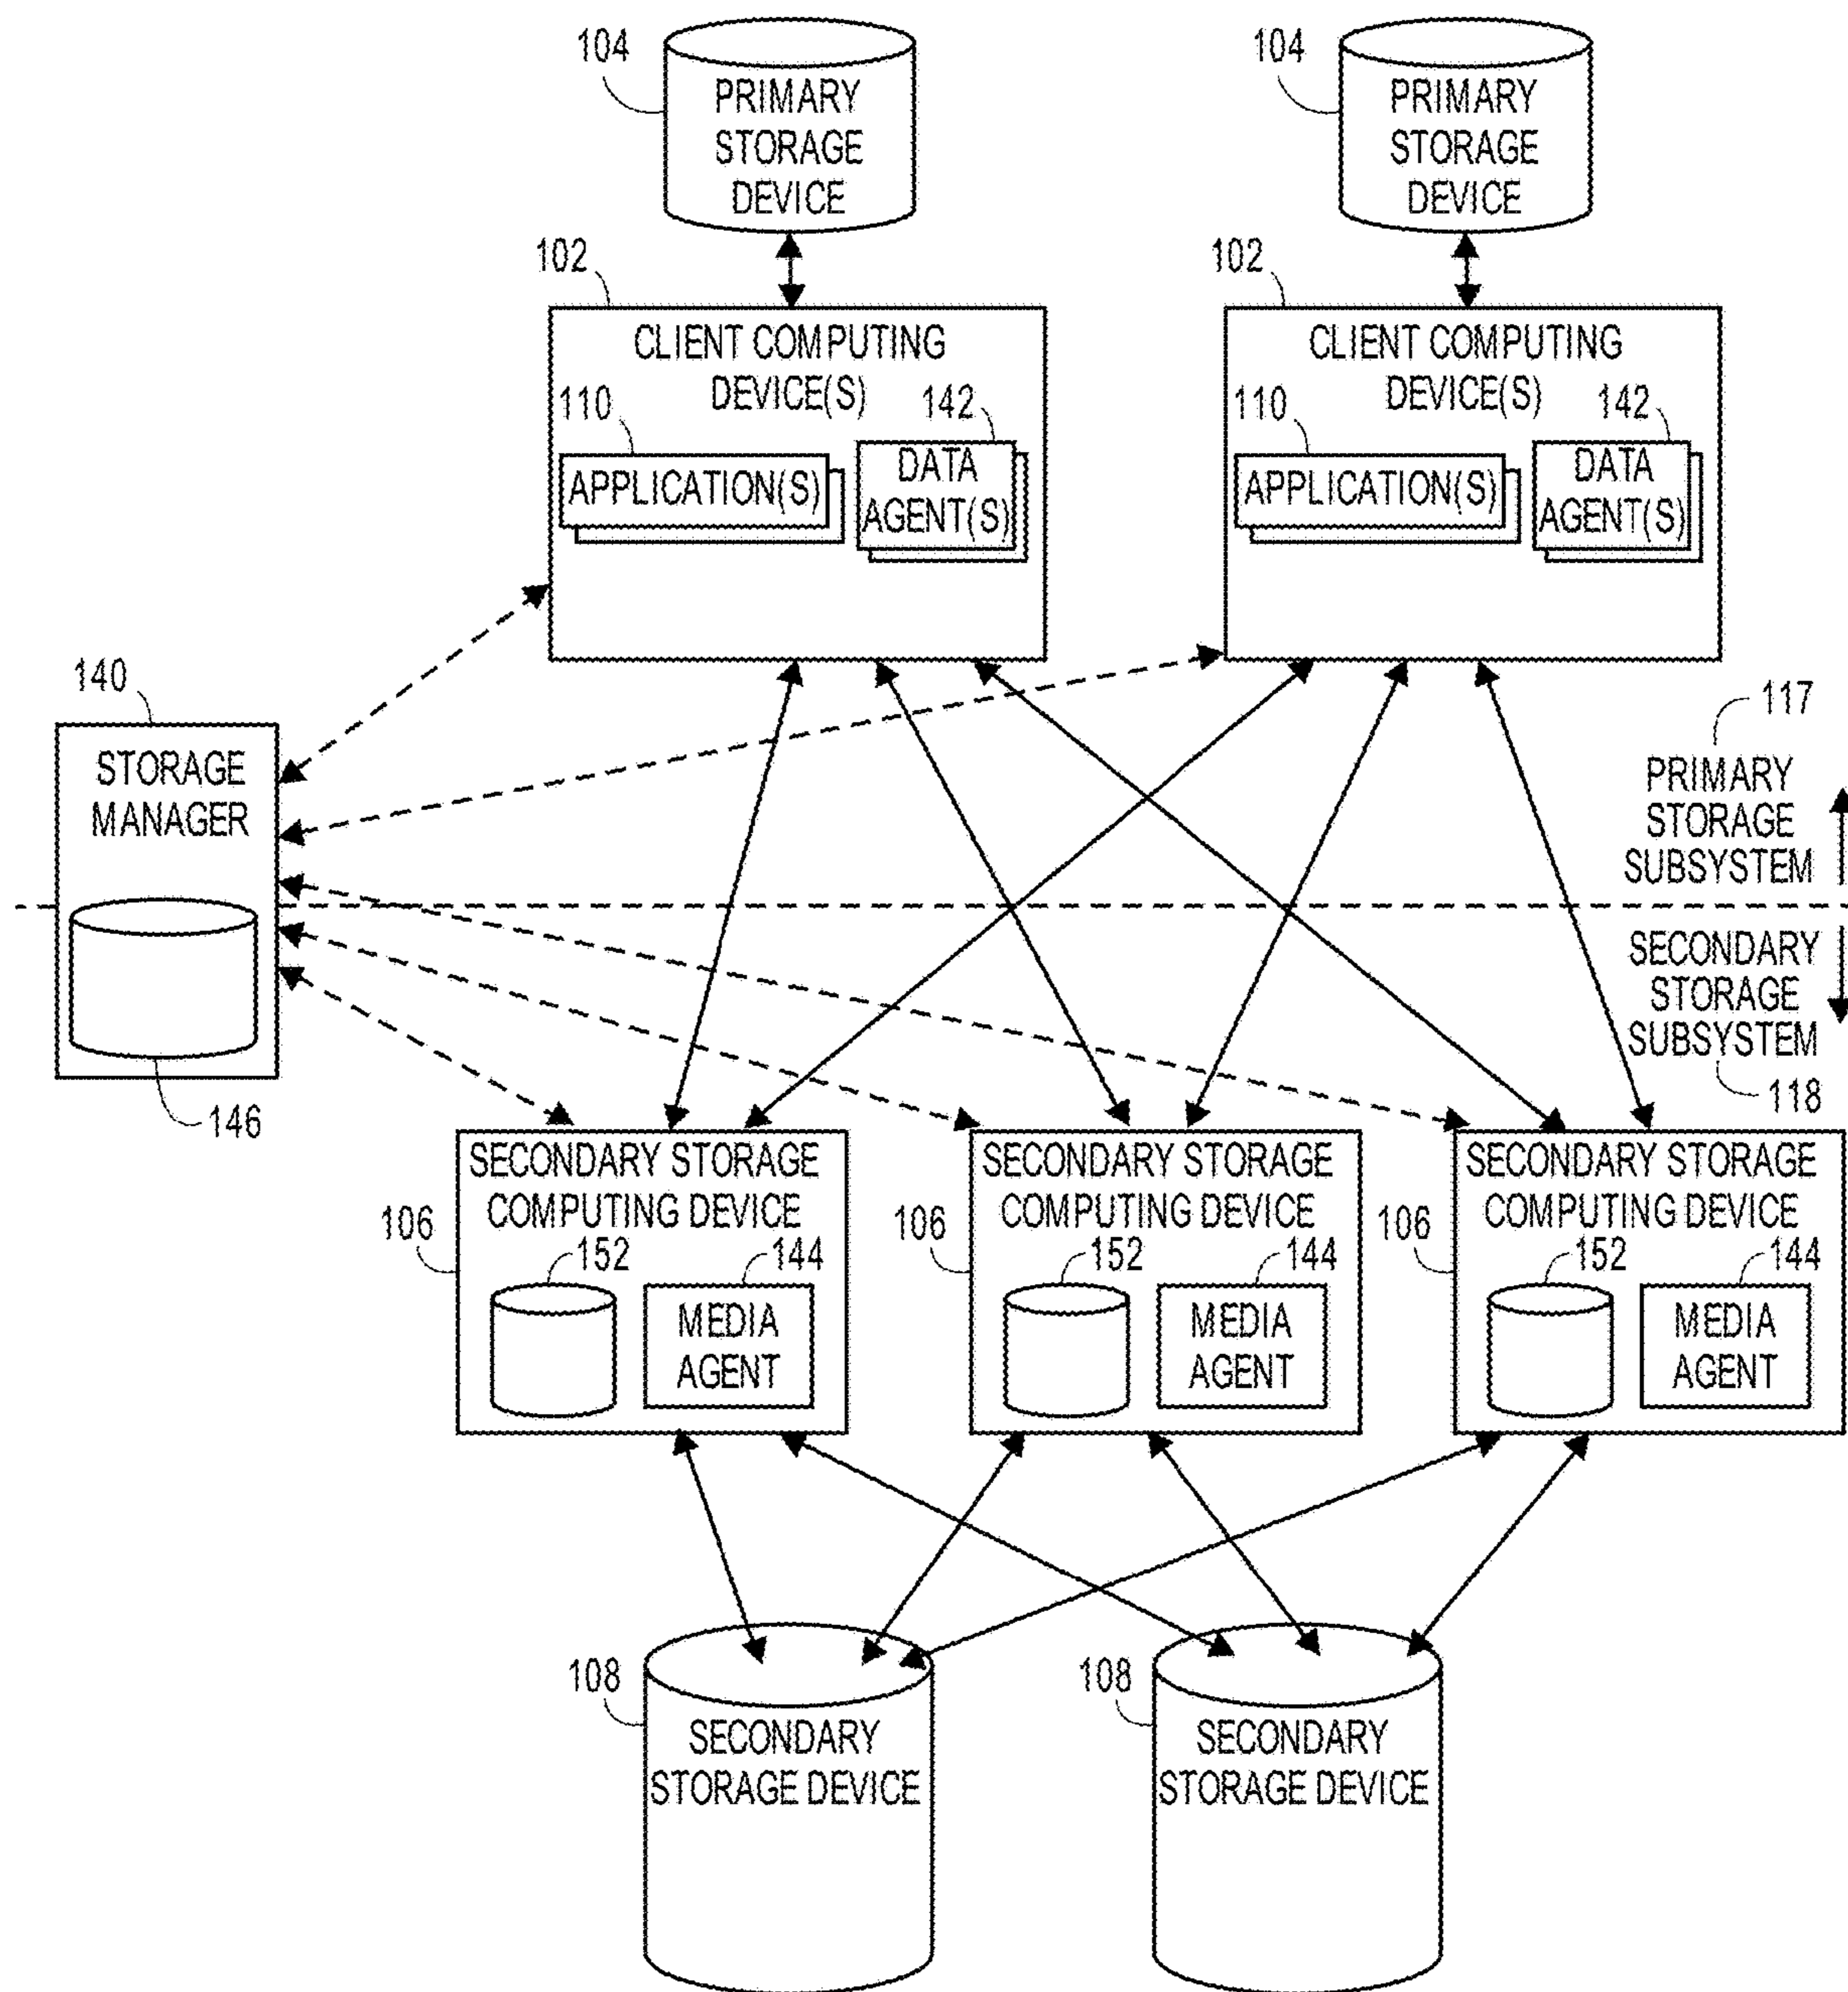 104
PRIMARY
STORAGE
DEVICE
104
PRIMARY
STORAGE
DEVICE
102
CLIENT COMPUTING
DEVICE(S)
110
142
APPLICATION(S)
DATA
AGENT(S)
102
CLIENT COMPUTING
DEVICE(S)
110
142
APPLICATION(S)
DATA
AGENT(S)
140
STORAGE
MANAGER
146
117
PRIMARY
STORAGE
SUBSYSTEM
SECONDARY
STORAGE
SUBSYSTEM
118
106
SECONDARY STORAGE
COMPUTING DEVICE
152
144
MEDIA
AGENT
106
SECONDARY STORAGE
COMPUTING DEVICE
152
144
MEDIA
AGENT
106
SECONDARY STORAGE
COMPUTING DEVICE
152
144
MEDIA
AGENT
108
SECONDARY
STORAGE DEVICE
108
SECONDARY
STORAGE DEVICE